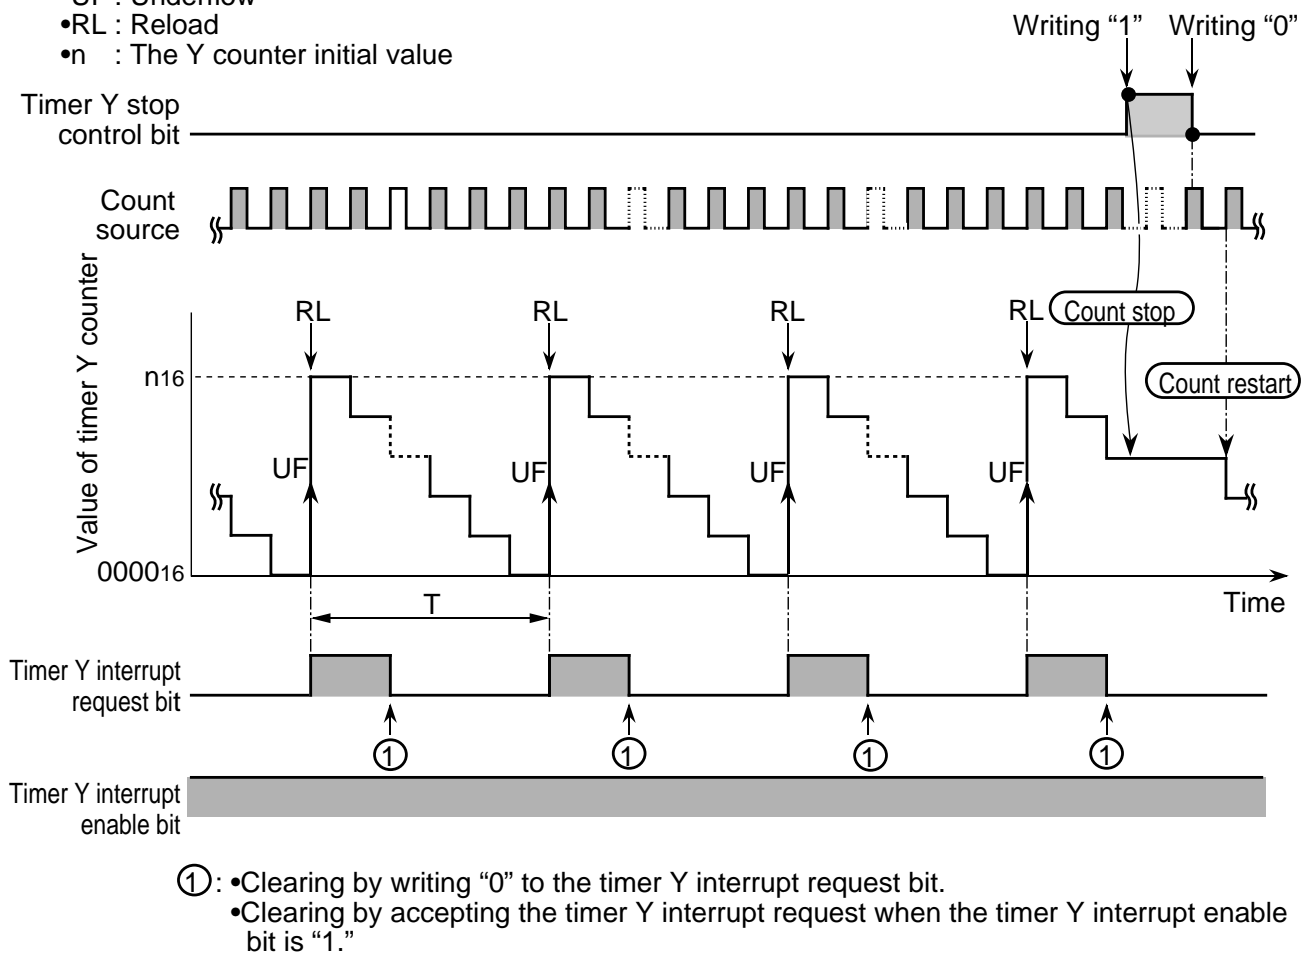 •UF : Underflow
•RL : Reload
•n : The Y counter initial value
Writing “1” Writing “0”
Timer Y stop
control bit
Count
source
Value of timer Y counter
RL RL RL RL Count stop
n16
Count restart
UF UF UF UF
000016
T
Time
Timer Y interrupt
request bit
1 1 1 1
Timer Y interrupt
enable bit
1 : •Clearing by writing “0” to the timer Y interrupt request bit.
•Clearing by accepting the timer Y interrupt request when the timer Y interrupt enable
bit is “1.”